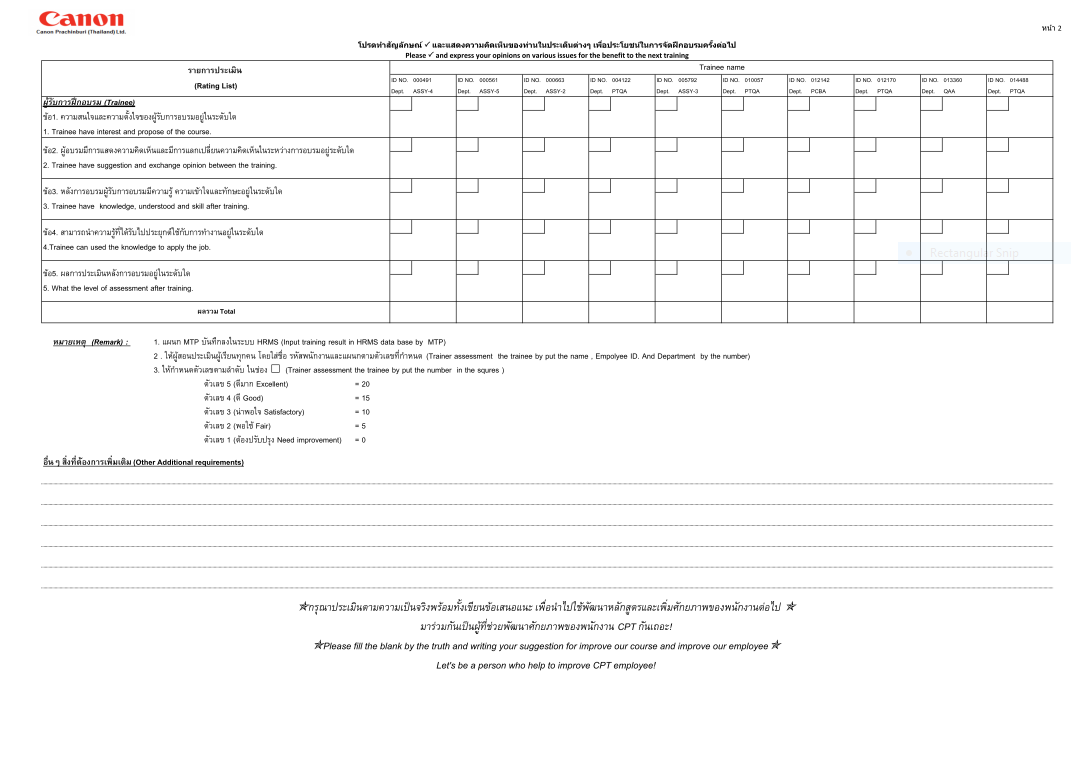 Canon
Canon Prachinburi (Thailand) Ltd.
หน้า 2
โปรดทำสัญลักษณ์ ✓ และแสดงความคิดเห็นของท่านในประเด็นต่างๆ เพื่อประโยชน์ในการจัดฝึกอบรมครั้งต่อไป
Please ✓ and express your opinions on various issues for the benefit to the next training
รายการประเมิน
(Rating List)
Trainee name
ID NO. 000491 ID NO. 000561 ID NO. 000663 ID NO. 004122 ID NO. 005792 ID NO. 010057 ID NO. 012142 ID NO. 012170 ID NO. 013360 ID NO. 014488
Dept. ASSY-4 Dept. ASSY-5 Dept. ASSY-2 Dept. PTQA Dept. ASSY-3 Dept. PTQA Dept. PCBA Dept. PTQA Dept. QAA Dept. PTQA
ผู้รับการฝึกอบรม (Trainee)
ข้อ1. ความสนใจและความตั้งใจของผู้รับการอบรมอยู่ในระดับใด
1. Trainee have interest and propose of the course.
ข้อ2. ผู้อบรมมีการแสดงความคิดเห็นและมีการแลกเปลี่ยนความคิดเห็นในระหว่างการอบรมอยู่ระดับใด
2. Trainee have suggestion and exchange opinion between the training.
ข้อ3. หลังการอบรมผู้รับการอบรมมีความรู้ ความเข้าใจและทักษะอยู่ในระดับใด
3. Trainee have knowledge, understood and skill after training.
ข้อ4. สามารถนำความรู้ที่ได้รับไปประยุกต์ใช้กับการทำงานอยู่ในระดับใด
4.Trainee can used the knowledge to apply the job.
Rectangular Snip
ข้อ5. ผลการประเมินหลังการอบรมอยู่ในระดับใด
5. What the level of assessment after training.
ผลรวม Total
หมายเหตุ (Remark) : 1. แผนก MTP บันทึกลงในระบบ HRMS (Input training result in HRMS data base by MTP)
2 . ให้ผู้สอนประเมินผู้เรียนทุกคน โดยใส่ชื่อ รหัสพนักงานและแผนกตามตัวเลขที่กำหนด (Trainer assessment the trainee by put the name , Empolyee ID. And Department by the number)
3. ให้กำหนดตัวเลขตามลำดับ ในช่อง ☐ (Trainer assessment the trainee by put the number in the squres )
ตัวเลข 5 (ดีมาก Excellent) = 20
ตัวเลข 4 (ดี Good) = 15
ตัวเลข 3 (น่าพอใจ Satisfactory) = 10
ตัวเลข 2 (พอใช้ Fair) = 5
ตัวเลข 1 (ต้องปรับปรุง Need improvement) = 0
อื่น ๆ สิ่งที่ต้องการเพิ่มเติม (Other Additional requirements)
✯กรุณาประเมินตามความเป็นจริงพร้อมทั้งเขียนข้อเสนอแนะ เพื่อนำไปใช้พัฒนาหลักสูตรและเพิ่มศักยภาพของพนักงานต่อไป ✯
มาร่วมกันเป็นผู้ที่ช่วยพัฒนาศักยภาพของพนักงาน CPT กันเถอะ!
✯Please fill the blank by the truth and writing your suggestion for improve our course and improve our employee ✯
Let's be a person who help to improve CPT employee!